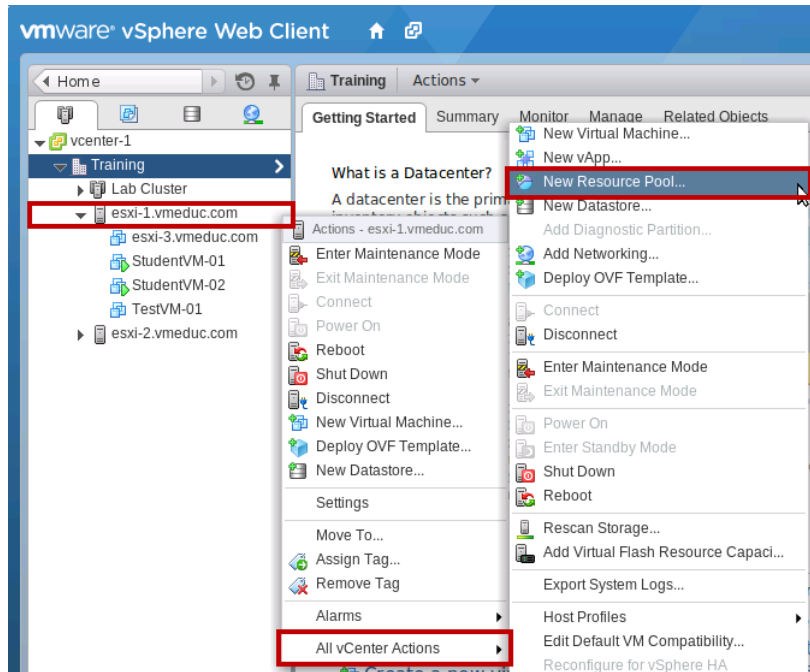 vmware® vSphere Web Client
Home
Training Actions
Getting Started Summary Monitor Manage Related Objects
vcenter-1
Training
Lab Cluster
esxi-1.vmeduc.com
esxi-3.vmeduc.com
StudentVM-01
StudentVM-02
TestVM-01
esxi-2.vmeduc.com
What is a Datacenter?
A datacenter is the prim
Actions - esxi-1.vmeduc.com
Enter Maintenance Mode
Exit Maintenance Mode
Connect
Power On
Reboot
Shut Down
Disconnect
New Virtual Machine...
Deploy OVF Template...
New Datastore...
Settings
Move To...
Assign Tag...
Remove Tag
Alarms
All vCenter Actions
New Virtual Machine...
New vApp...
New Resource Pool...
New Datastore...
Add Diagnostic Partition...
Add Networking...
Deploy OVF Template...
Connect
Disconnect
Enter Maintenance Mode
Exit Maintenance Mode
Power On
Enter Standby Mode
Shut Down
Reboot
Rescan Storage...
Add Virtual Flash Resource Capaci...
Export System Logs...
Host Profiles
Edit Default VM Compatibility...
Reconfigure for vSphere HA